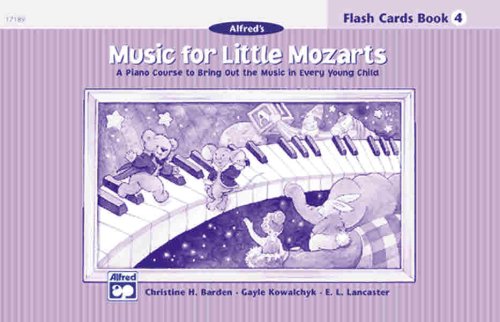 17189
Alfred's
Flash Cards Book 4
Music for Little Mozarts
A Piano Course to Bring Out the Music in Every Young Child
Alfred
Christine H. Barden - Gayle Kowalchyk - E. L. Lancaster